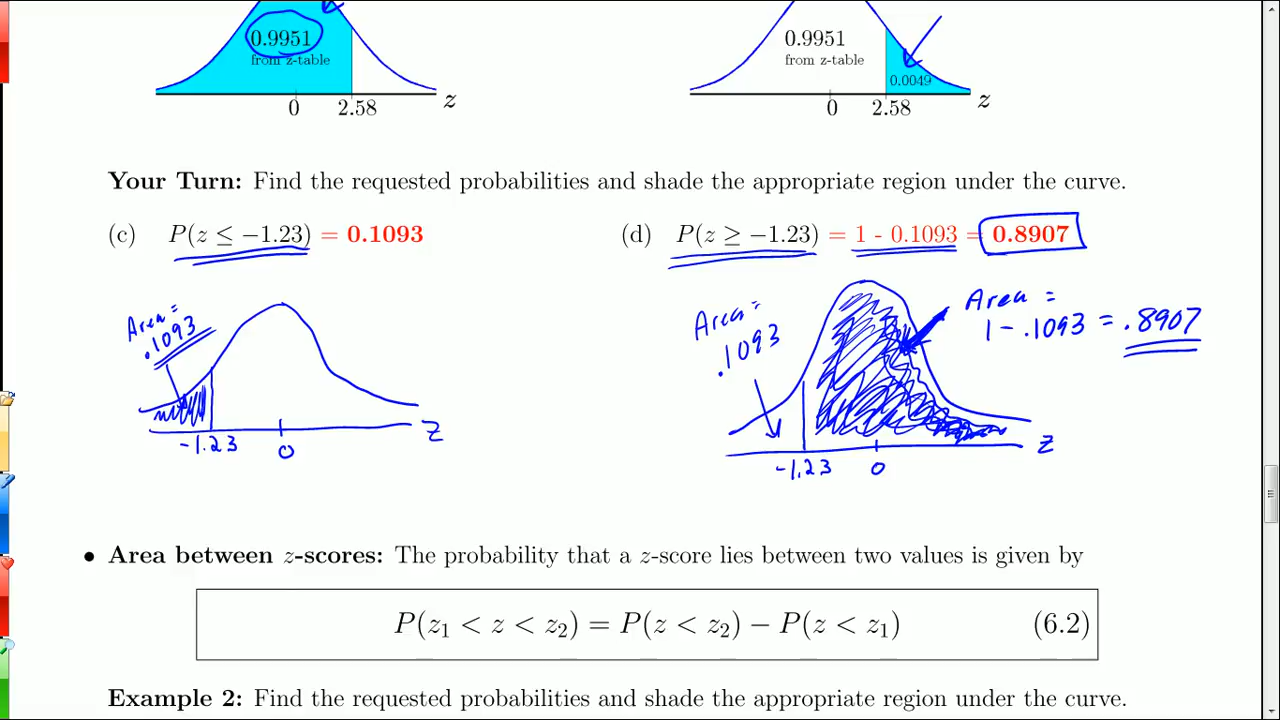 0.9951
from z-table
0 2.58 z
0.9951
from z-table
0.0049
0 2.58 z
Your Turn: Find the requested probabilities and shade the appropriate region under the curve.
(c) P(z ≤ −1.23) = 0.1093
(d) P(z ≥ −1.23) = 1 - 0.1093 = 0.8907
Area =
.1093
-1.23 0 Z
Area =
.1093
Area =
1 - .1093 = .8907
-1.23 0 Z
• Area between z-scores: The probability that a z-score lies between two values is given by
P(z₁ < z < z₂) = P(z < z₂) − P(z < z₁) (6.2)
Example 2: Find the requested probabilities and shade the appropriate region under the curve.